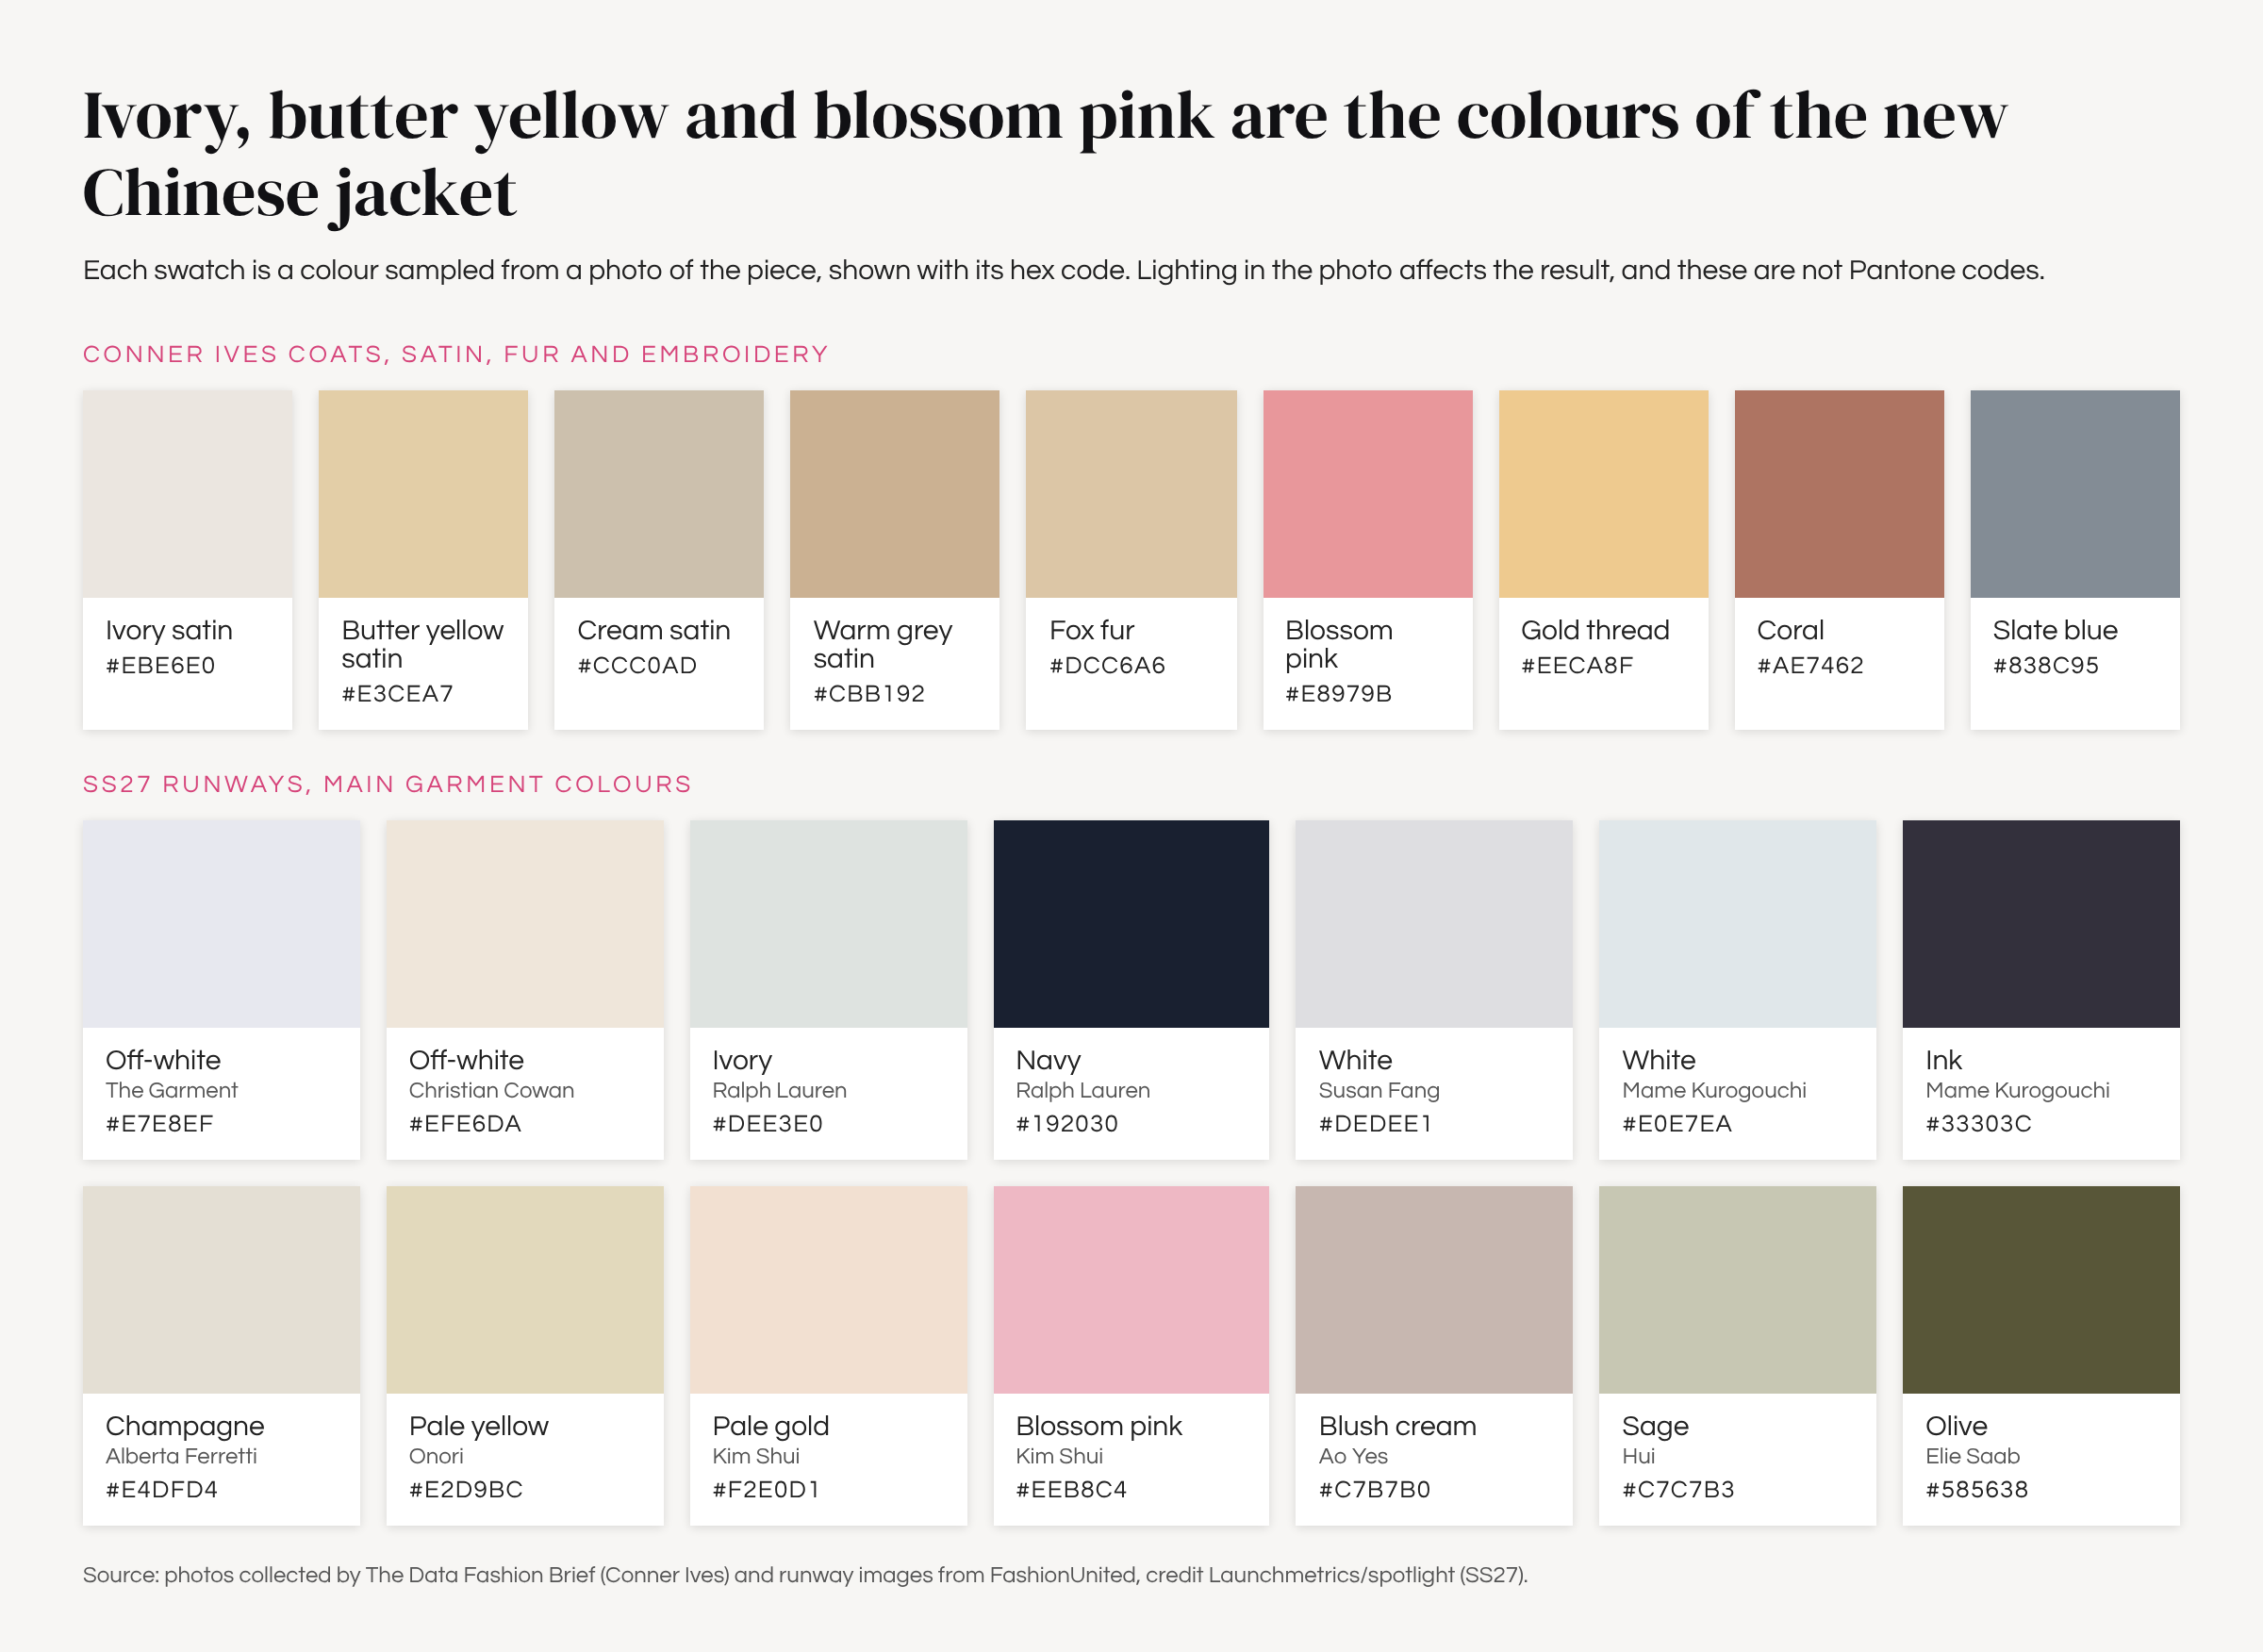 Ivory, butter yellow and blossom pink are the colours of the new
Chinese jacket
Each swatch is a colour sampled from a photo of the piece, shown with its hex code. Lighting in the photo affects the result, and these are not Pantone codes.
CONNER IVES COATS, SATIN, FUR AND EMBROIDERY
Ivory satin
#EBE6E0
Butter yellow
satin
#E3CEA7
Cream satin
#CCC0AD
Warm grey
satin
#CBB192
Fox fur
#DCC6A6
Blossom
pink
#E8979B
Gold thread
#EECA8F
Coral
#AE7462
Slate blue
#838C95
SS27 RUNWAYS, MAIN GARMENT COLOURS
Off-white
The Garment
#E7E8EF
Off-white
Christian Cowan
#EFE6DA
Ivory
Ralph Lauren
#DEE3E0
Navy
Ralph Lauren
#192030
White
Susan Fang
#DEDEE1
White
Mame Kurogouchi
#E0E7EA
Ink
Mame Kurogouchi
#33303C
Champagne
Alberta Ferretti
#E4DFD4
Pale yellow
Onori
#E2D9BC
Pale gold
Kim Shui
#F2E0D1
Blossom pink
Kim Shui
#EEB8C4
Blush cream
Ao Yes
#C7B7B0
Sage
Hui
#C7C7B3
Olive
Elie Saab
#585638
Source: photos collected by The Data Fashion Brief (Conner Ives) and runway images from FashionUnited, credit Launchmetrics/spotlight (SS27).